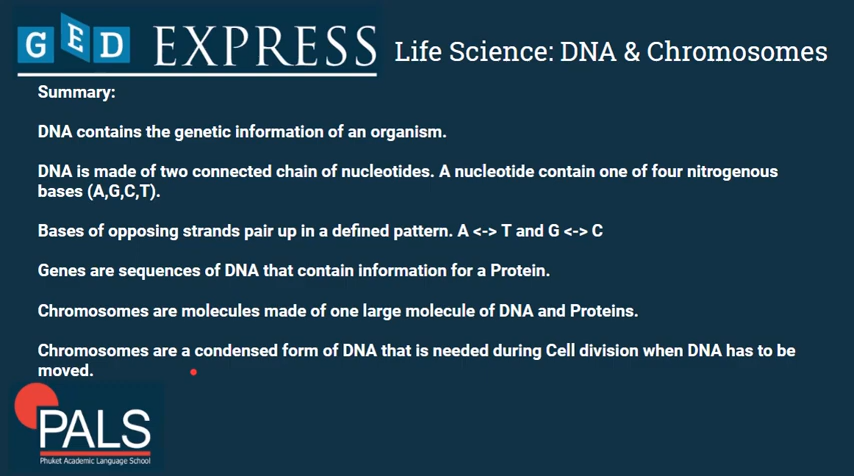 GED EXPRESS Life Science: DNA & Chromosomes
Summary:
DNA contains the genetic information of an organism.
DNA is made of two connected chain of nucleotides. A nucleotide contain one of four nitrogenous
bases (A,G,C,T).
Bases of opposing strands pair up in a defined pattern. A <-> T and G <-> C
Genes are sequences of DNA that contain information for a Protein.
Chromosomes are molecules made of one large molecule of DNA and Proteins.
Chromosomes are a condensed form of DNA that is needed during Cell division when DNA has to be
moved.
PALS
Phuket Academic Language School